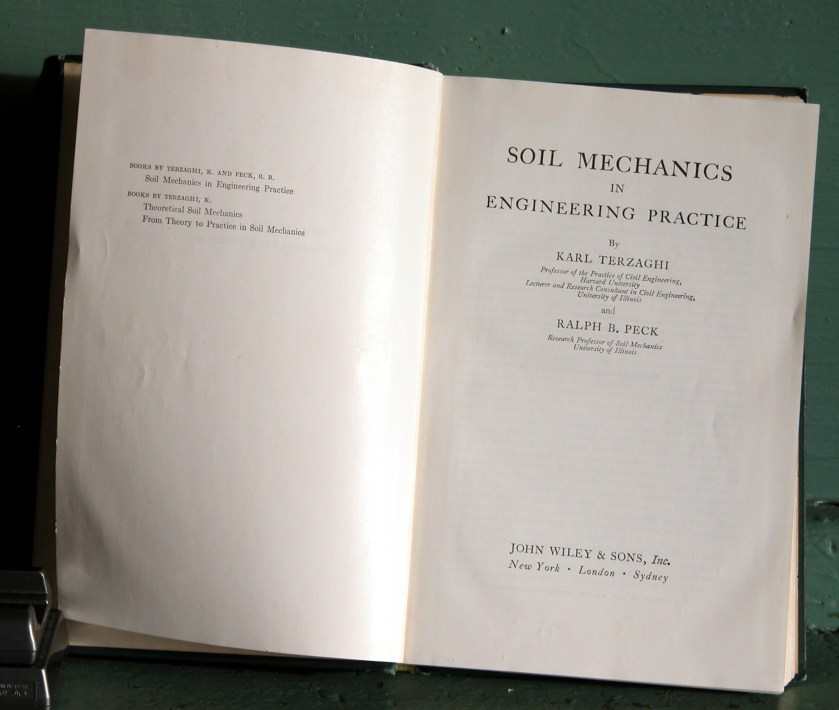 BOOKS BY TERZAGHI, K. AND PECK, R. B.
Soil Mechanics in Engineering Practice
BOOKS BY TERZAGHI, K.
Theoretical Soil Mechanics
From Theory to Practice in Soil Mechanics
SOIL MECHANICS
IN
ENGINEERING PRACTICE
By
KARL TERZAGHI
Professor of the Practice of Civil Engineering,
Harvard University
Lecturer and Research Consultant in Civil Engineering,
University of Illinois
and
RALPH B. PECK
Research Professor of Soil Mechanics
University of Illinois
JOHN WILEY & SONS, Inc.
New York · London · Sydney